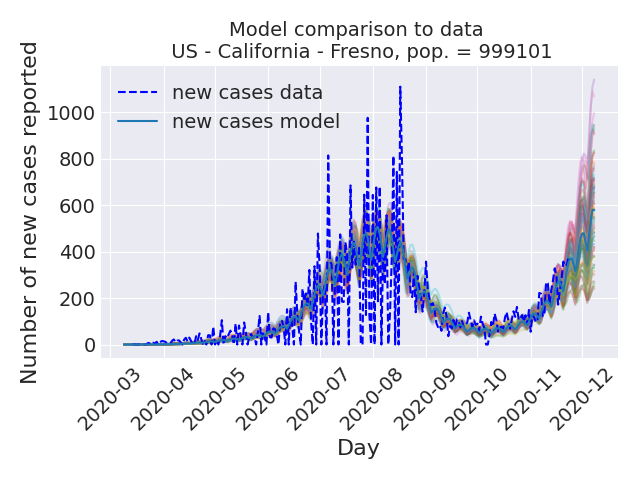 Model comparison to data
US - California - Fresno, pop. = 999101
new cases data
new cases model
Number of new cases reported
1000
800
600
400
200
0
2020-03
2020-04
2020-05
2020-06
2020-07
2020-08
2020-09
2020-10
2020-11
2020-12
Day